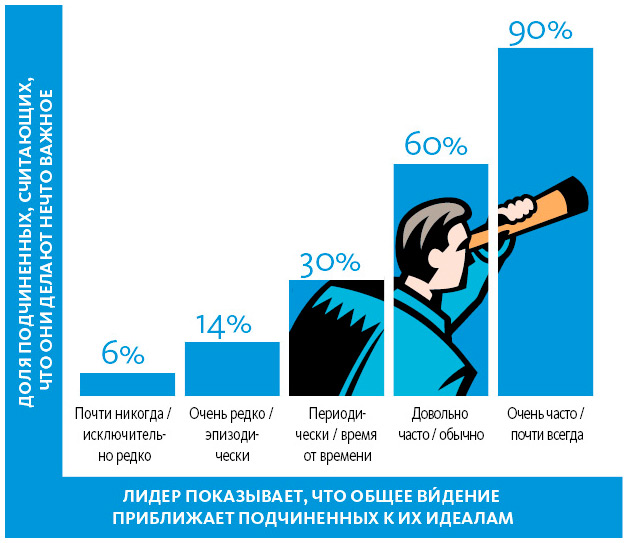 ДОЛЯ ПОДЧИНЕННЫХ, СЧИТАЮЩИХ,
ЧТО ОНИ ДЕЛАЮТ НЕЧТО ВАЖНОЕ
6%
14%
30%
60%
90%
Почти никогда /
исключитель-
но редко
Очень редко /
эпизоди-
чески
Периоди-
чески / время
от времени
Довольно
часто / обычно
Очень часто /
почти всегда
ЛИДЕР ПОКАЗЫВАЕТ, ЧТО ОБЩЕЕ ВИ́ДЕНИЕ
ПРИБЛИЖАЕТ ПОДЧИНЕННЫХ К ИХ ИДЕАЛАМ